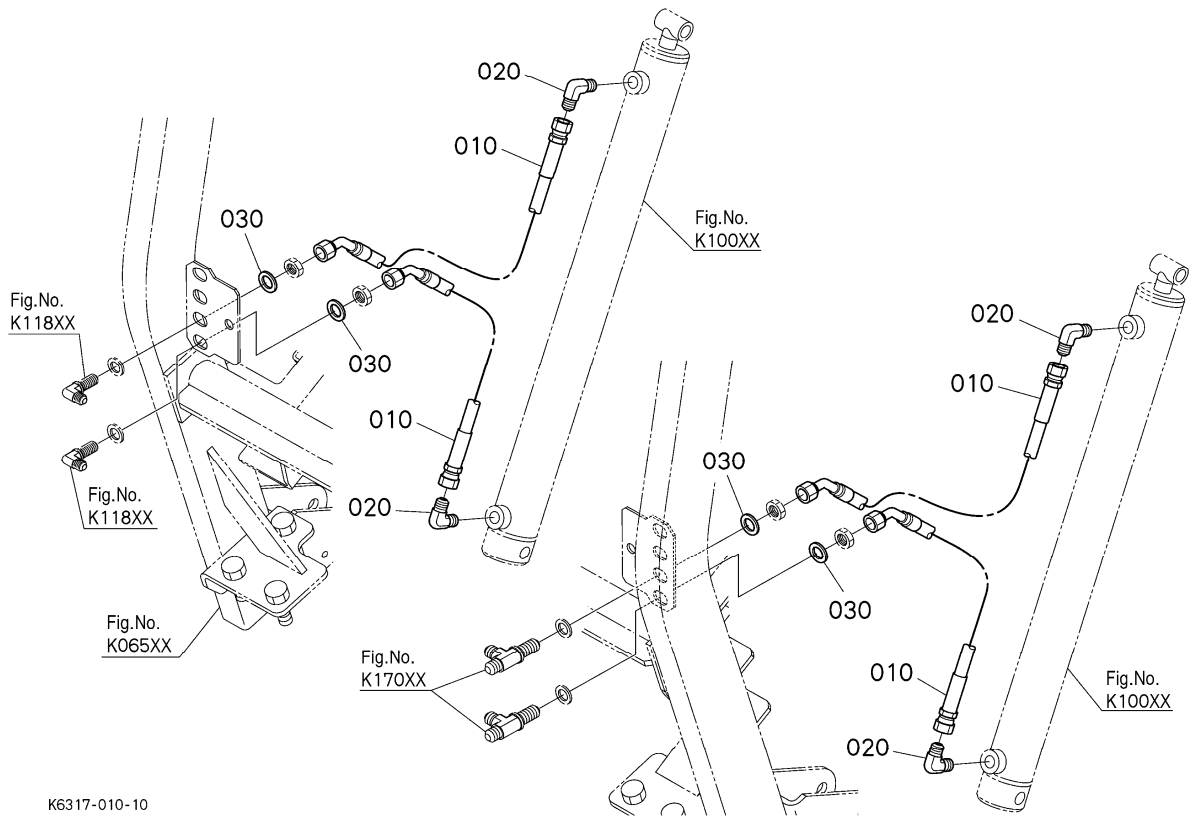 020
010
Fig.No.
K100XX
030
Fig.No.
K118XX
030
020
010
010
030
020
Fig.No.
K118XX
030
Fig.No.
K065XX
Fig.No.
K170XX
010
Fig.No.
K100XX
020
K6317-010-10